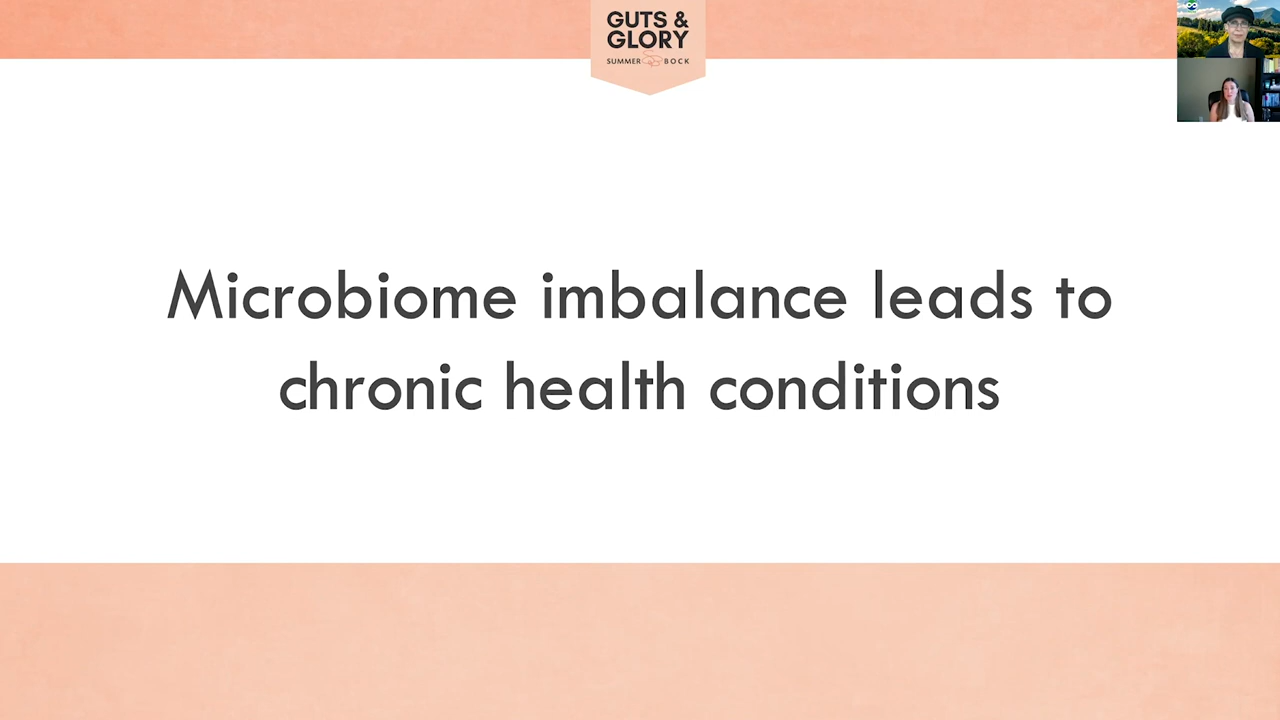 GUTS &
GLORY
SUMMER BOCK
Microbiome imbalance leads to
chronic health conditions